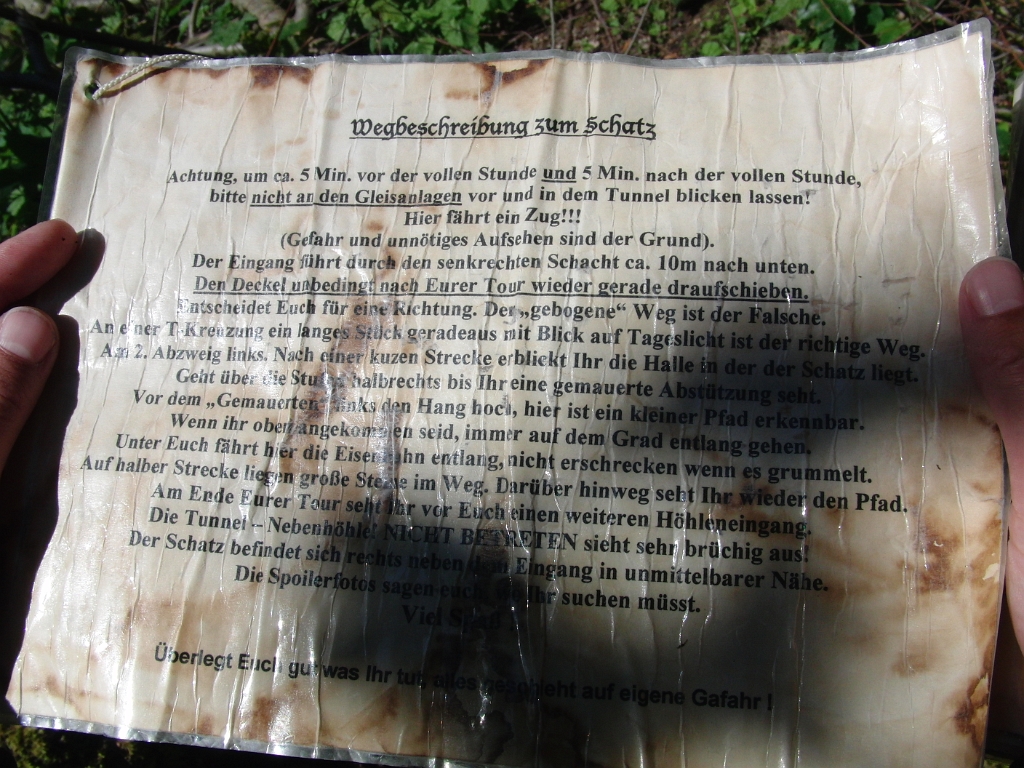 Wegbeschreibung zum Schatz
Achtung, um ca. 5 Min. vor der vollen Stunde und 5 Min. nach der vollen Stunde,
bitte nicht an den Gleisanlagen vor und in dem Tunnel blicken lassen!
Hier fährt ein Zug!!!
(Gefahr und unnötiges Aufsehen sind der Grund).
Der Eingang führt durch den senkrechten Schacht ca. 10m nach unten.
Den Deckel unbedingt nach Eurer Tour wieder gerade draufschieben.
Entscheidet Euch für eine Richtung. Der „gebogene“ Weg ist der Falsche.
An einer T-Kreuzung ein langes Stück geradeaus mit Blick auf Tageslicht ist der richtige Weg.
Am 2. Abzweig links. Nach einer kuzen Strecke erblickt Ihr die Halle in der der Schatz liegt.
Geht über die Stufen halbrechts bis Ihr eine gemauerte Abstützung seht.
Vor dem „Gemauerten“ links den Hang hoch, hier ist ein kleiner Pfad erkennbar.
Wenn ihr oben angekommen seid, immer auf dem Grad entlang gehen.
Unter Euch fährt hier die Eisenbahn entlang, nicht erschrecken wenn es grummelt.
Auf halber Strecke liegen große Steine im Weg. Darüber hinweg seht Ihr wieder den Pfad.
Am Ende Eurer Tour seht Ihr vor Euch einen weiteren Höhleneingang.
Die Tunnel – Nebenhöhle! NICHT BETRETEN sieht sehr brüchig aus!
Der Schatz befindet sich rechts neben dem Eingang in unmittelbarer Nähe.
Die Spoilerfotos sagen euch, wo Ihr suchen müsst.
Viel Spaß
Überlegt Euch gut was Ihr tut, alles geschieht auf eigene Gafahr !